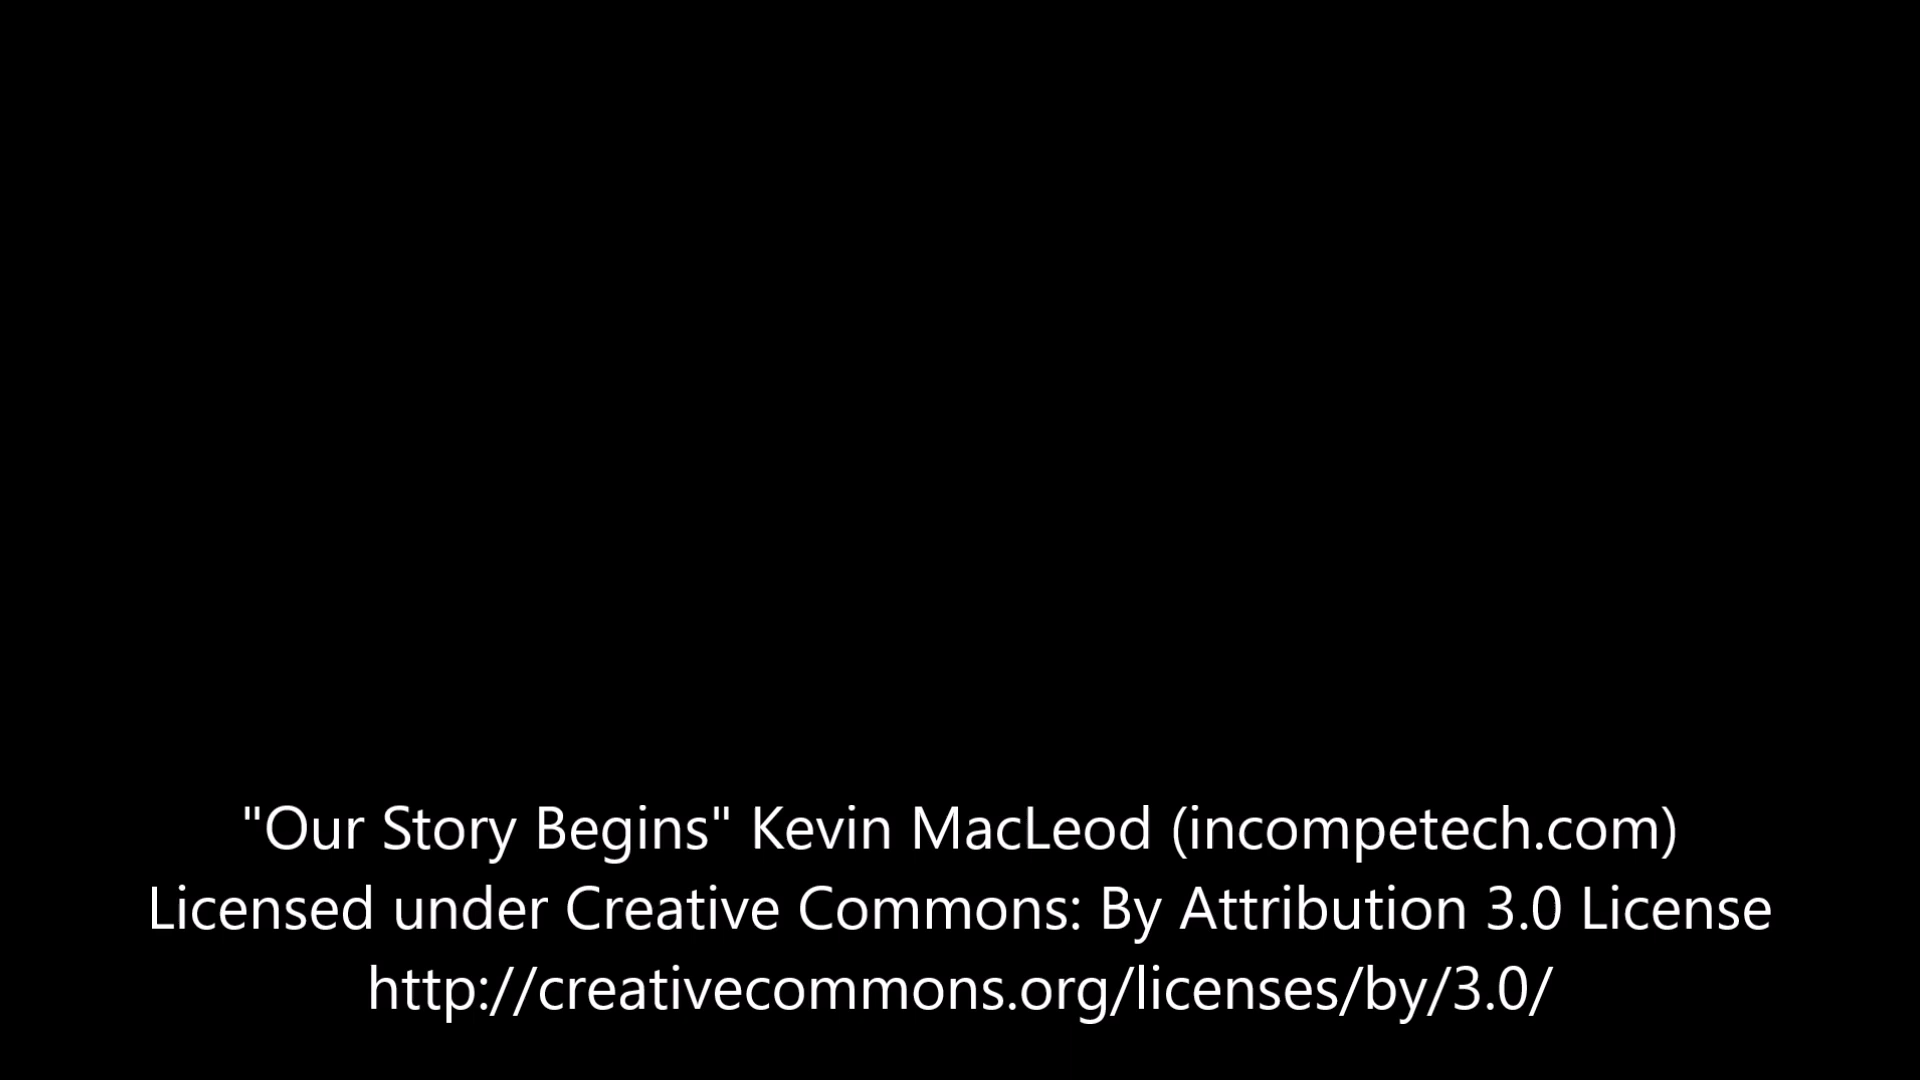 "Our Story Begins" Kevin MacLeod (incompetech.com)
Licensed under Creative Commons: By Attribution 3.0 License
http://creativecommons.org/licenses/by/3.0/